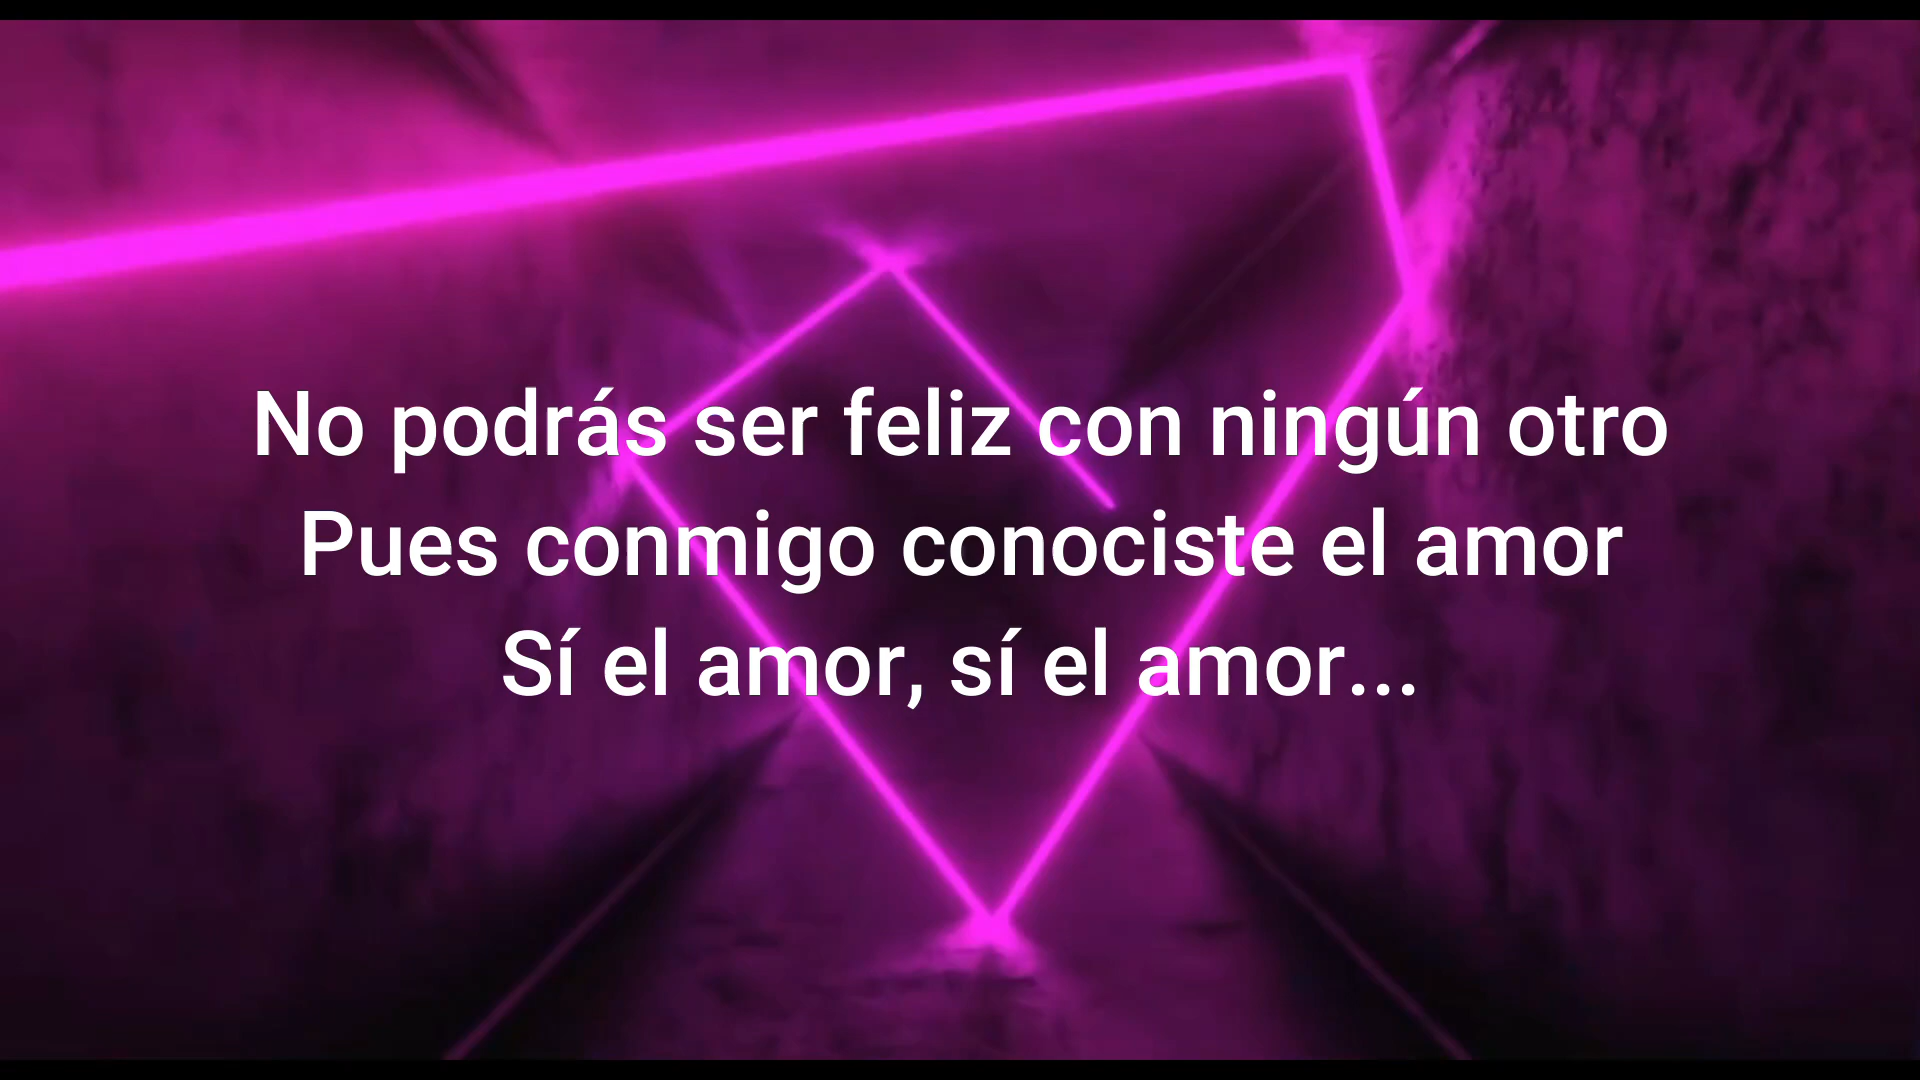 No podrás ser feliz con ningún otro
Pues conmigo conociste el amor
Sí el amor, sí el amor...